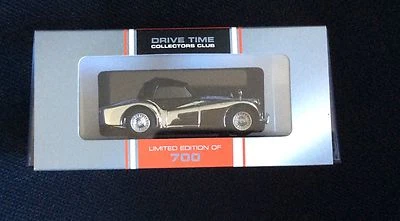 DRIVE TIME
COLLECTORS CLUB
LIMITED EDITION OF
700